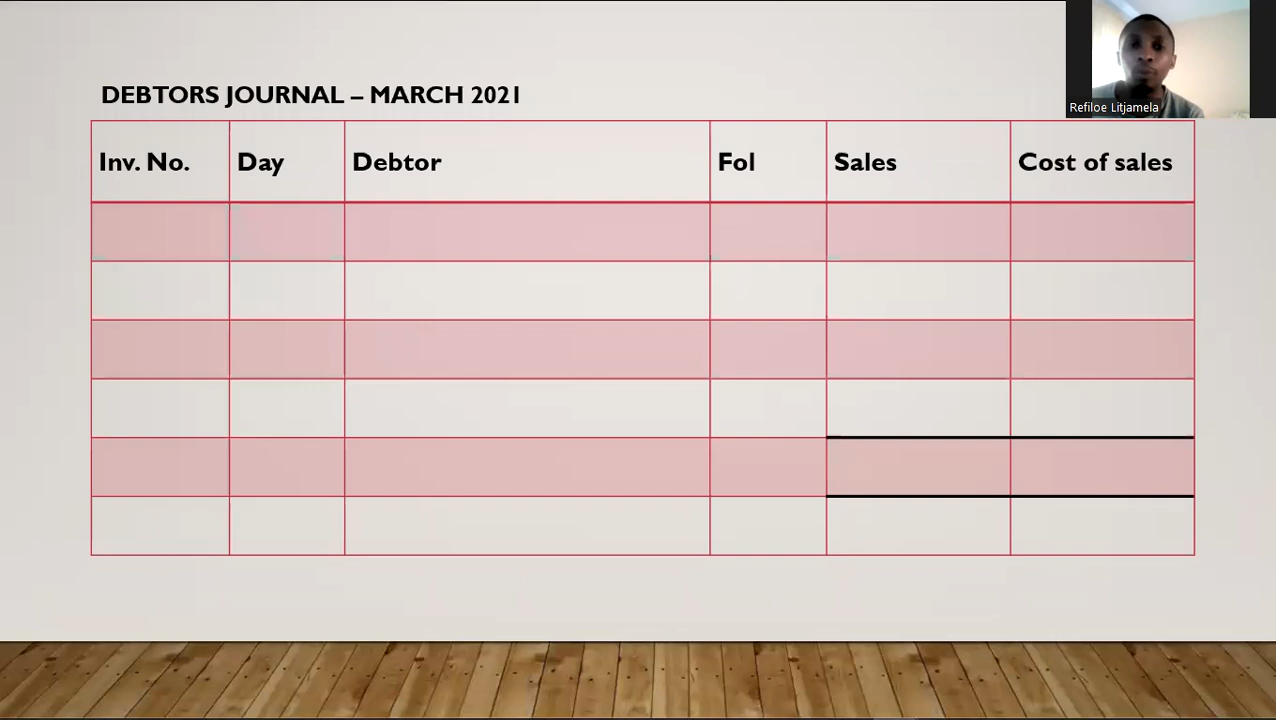 Refiloe Litjamela
DEBTORS JOURNAL – MARCH 2021
Inv. No. Day Debtor Fol Sales Cost of sales